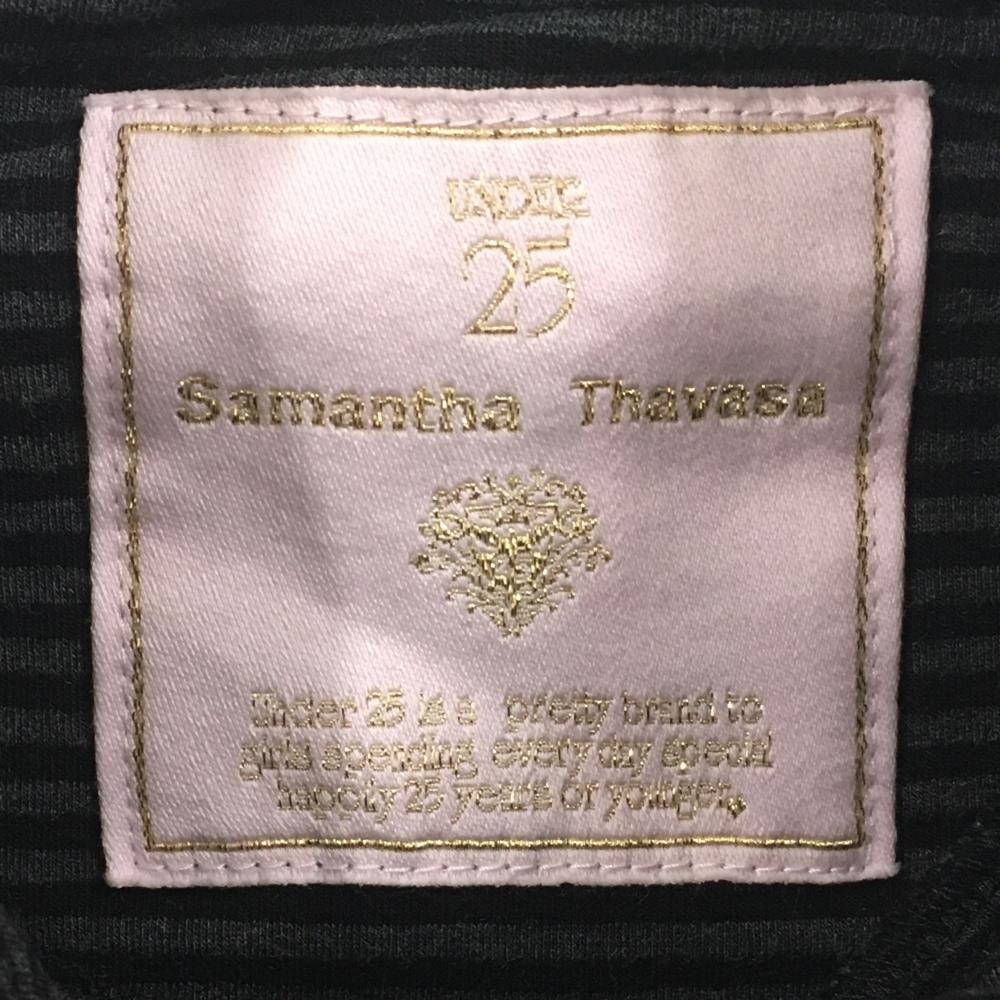 UNDER
25
Samantha Thavasa
Under 25 is a pretty brand to
girls spending every day special
happily 25 years or younger.